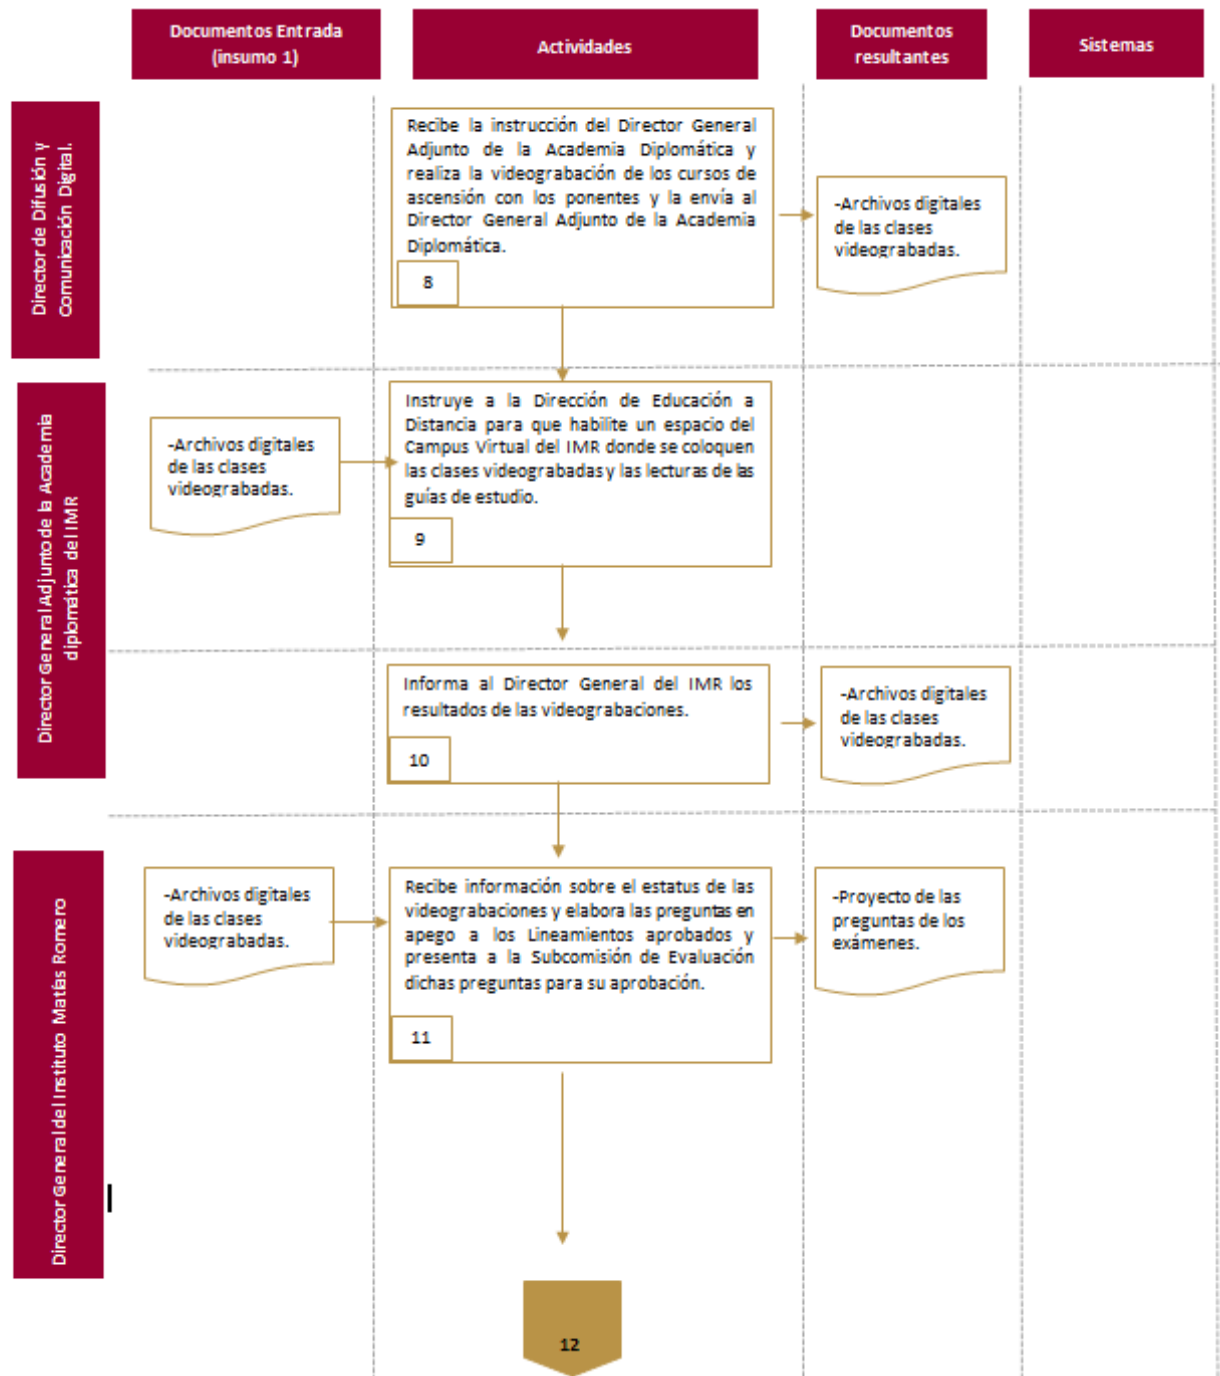 Documentos Entrada
(insumo 1)
Actividades
Documentos
resultantes
Sistemas
Director de Difusión y
Comunicación Digital.
Recibe la instrucción del Director General
Adjunto de la Academia Diplomática y
realiza la videograbación de los cursos de
ascensión con los ponentes y la envía al
Director General Adjunto de la Academia
Diplomática.
8
-Archivos digitales
de las clases
videograbadas.
Director General Adjunto de la Academia
diplomática del IMR
-Archivos digitales
de las clases
videograbadas.
Instruye a la Dirección de Educación a
Distancia para que habilite un espacio del
Campus Virtual del IMR donde se coloquen
las clases videograbadas y las lecturas de las
guías de estudio.
9
Informa al Director General del IMR los
resultados de las videograbaciones.
10
-Archivos digitales
de las clases
videograbadas.
Director General del Instituto Matías Romero
-Archivos digitales
de las clases
videograbadas.
Recibe información sobre el estatus de las
videograbaciones y elabora las preguntas en
apego a los Lineamientos aprobados y
presenta a la Subcomisión de Evaluación
dichas preguntas para su aprobación.
11
-Proyecto de las
preguntas de los
exámenes.
12